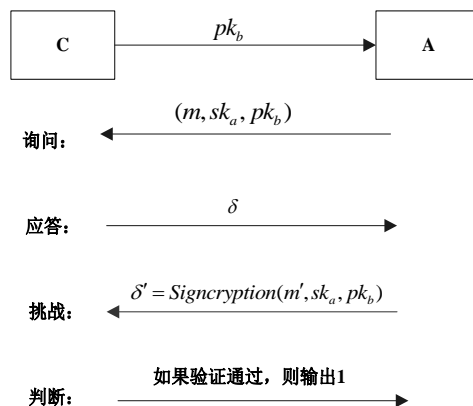 pk_b
C
A
(m, sk_a, pk_b)
询问：
δ
应答：
δ' = Signcryption(m', sk_a, pk_b)
挑战：
如果验证通过，则输出1
判断：